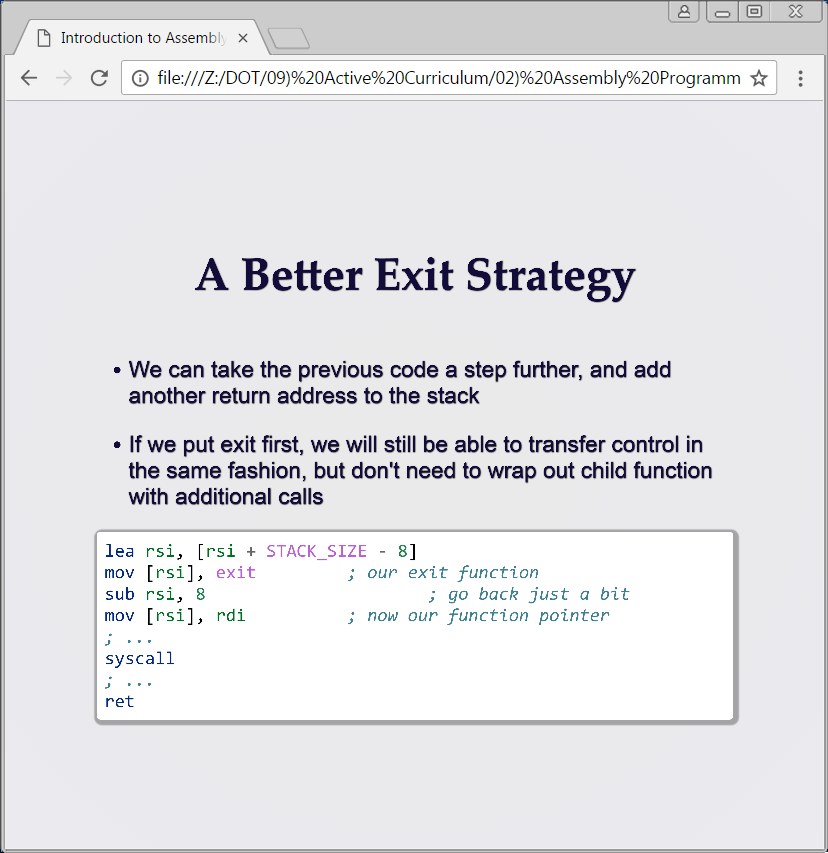 Introduction to Assembly
file:///Z:/DOT/09)%20Active%20Curriculum/02)%20Assembly%20Programm
A Better Exit Strategy
• We can take the previous code a step further, and add
another return address to the stack
• If we put exit first, we will still be able to transfer control in
the same fashion, but don't need to wrap out child function
with additional calls
lea rsi, [rsi + STACK_SIZE - 8]
mov [rsi], exit ; our exit function
sub rsi, 8 ; go back just a bit
mov [rsi], rdi ; now our function pointer
; ...
syscall
; ...
ret